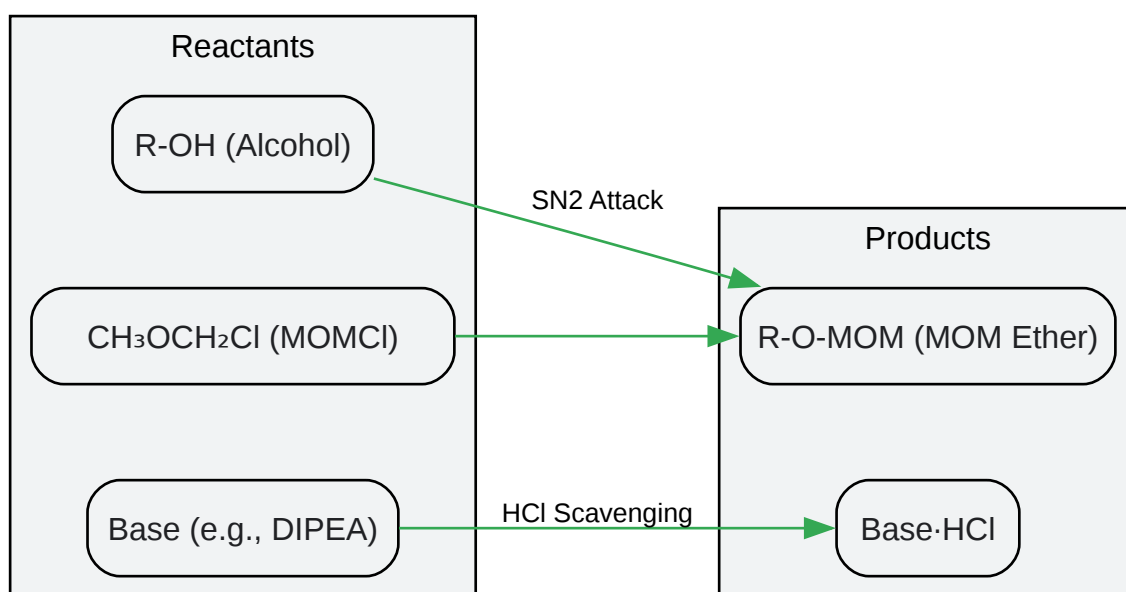 Reactants
R-OH (Alcohol)
SN2 Attack
Products
CH₃OCH₂Cl (MOMCl)
R-O-MOM (MOM Ether)
Base (e.g., DIPEA)
HCl Scavenging
Base·HCl